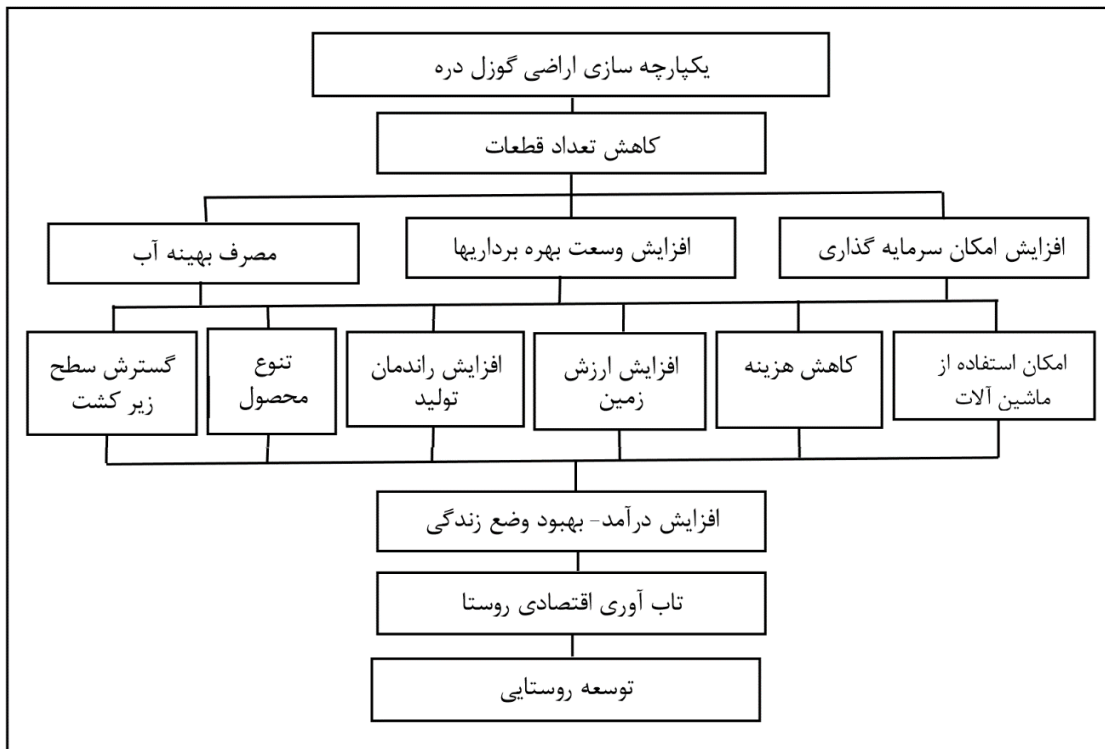 یکپارچه سازی اراضی گوزل دره
کاهش تعداد قطعات
افزایش امکان سرمایه گذاری
افزایش وسعت بهره برداریها
مصرف بهینه آب
امکان استفاده از
ماشین آلات
کاهش هزینه
افزایش ارزش
زمین
افزایش راندمان
تولید
تنوع
محصول
گسترش سطح
زیر کشت
افزایش درآمد- بهبود وضع زندگی
تاب آوری اقتصادی روستا
توسعه روستایی